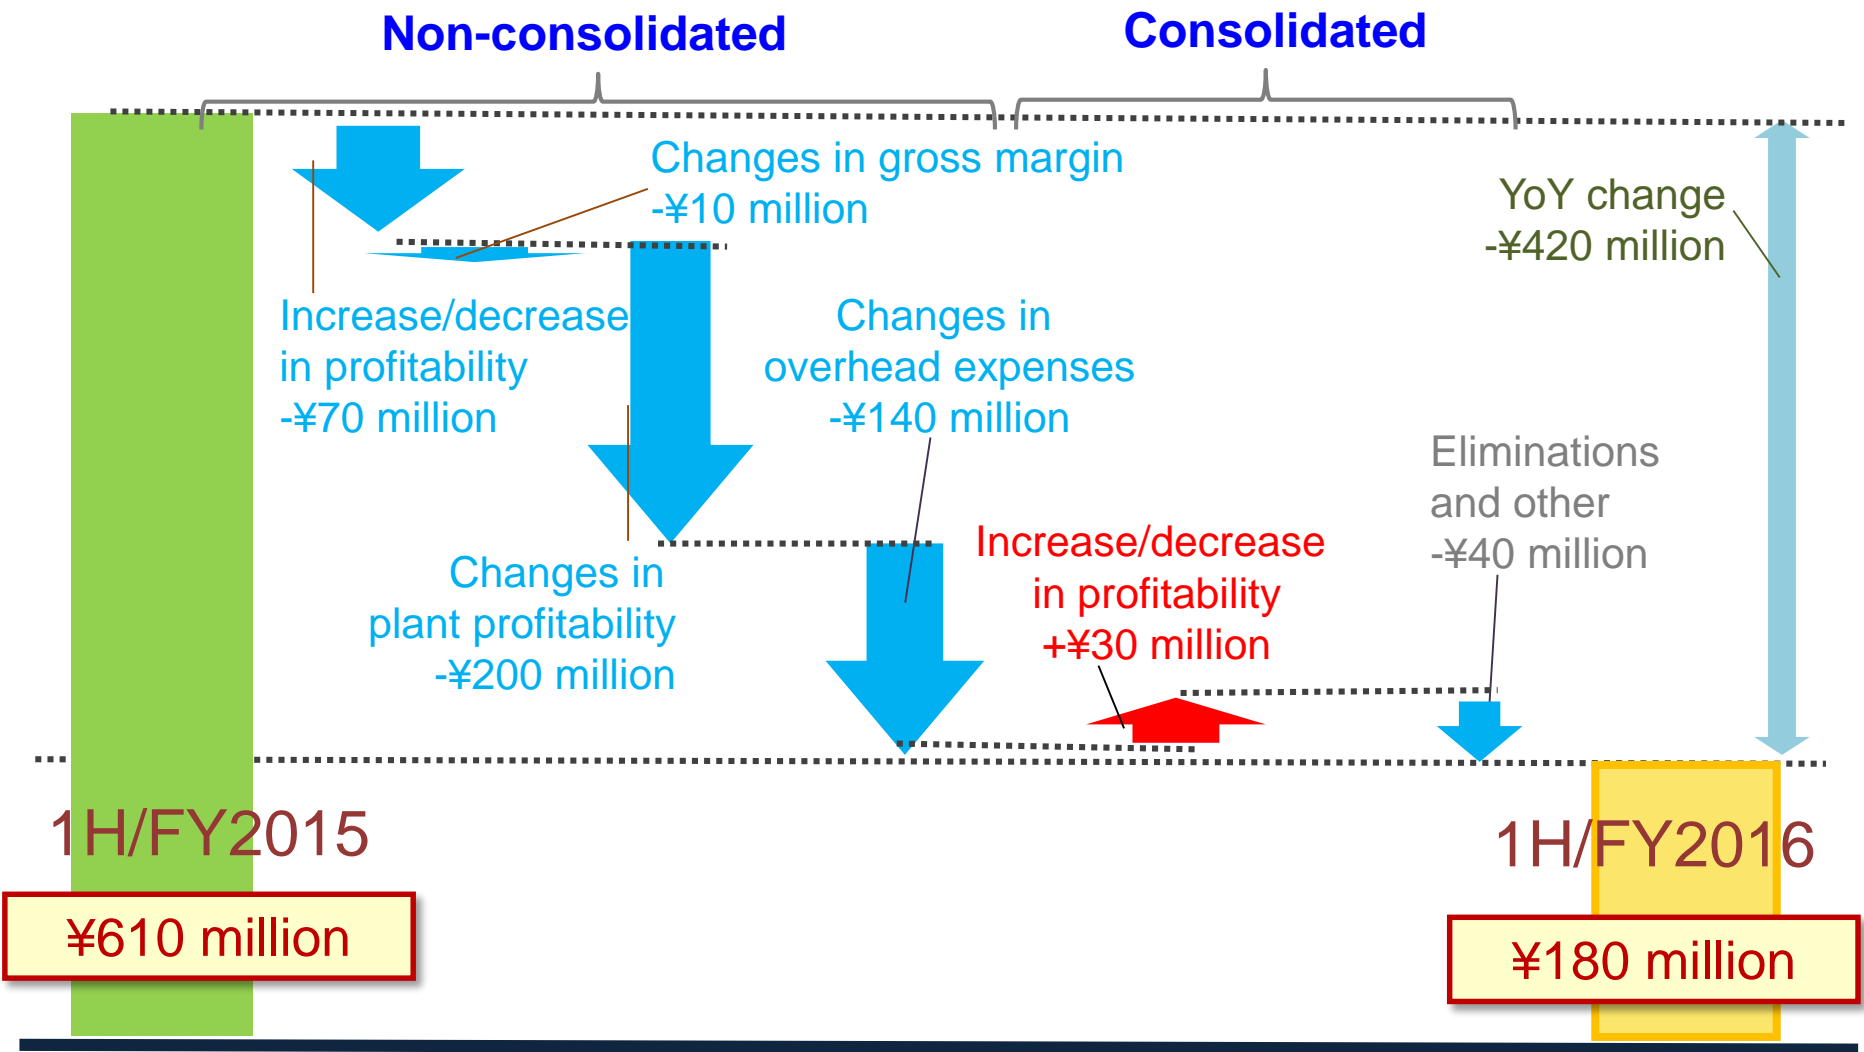 Non-consolidated
Consolidated
Changes in gross margin
-¥10 million
YoY change
-¥420 million
Increase/decrease
in profitability
-¥70 million
Changes in
overhead expenses
-¥140 million
Eliminations
and other
-¥40 million
Changes in
plant profitability
-¥200 million
Increase/decrease
in profitability
+¥30 million
1H/FY2015
¥610 million
1H/FY2016
¥180 million